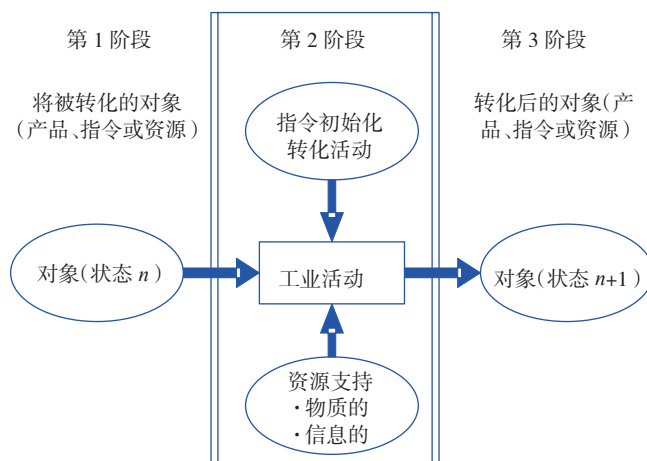 第 1 阶段
第 2 阶段
第 3 阶段
将被转化的对象
(产品、指令或资源)
指令初始化
转化活动
转化后的对象(产
品、指令或资源)
对象(状态 n)
工业活动
对象(状态 n+1)
资源支持
·物质的
·信息的